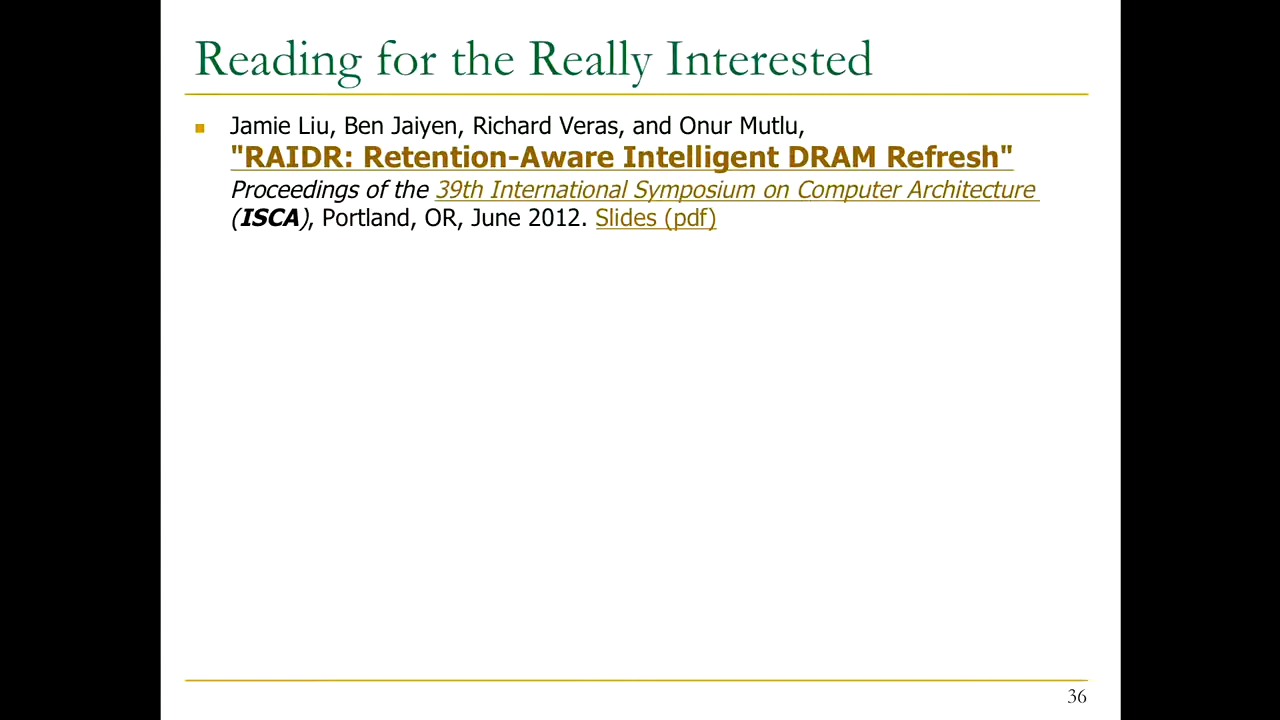 Reading for the Really Interested
Jamie Liu, Ben Jaiyen, Richard Veras, and Onur Mutlu,
"RAIDR: Retention-Aware Intelligent DRAM Refresh"
Proceedings of the 39th International Symposium on Computer Architecture
(ISCA), Portland, OR, June 2012. Slides (pdf)
36